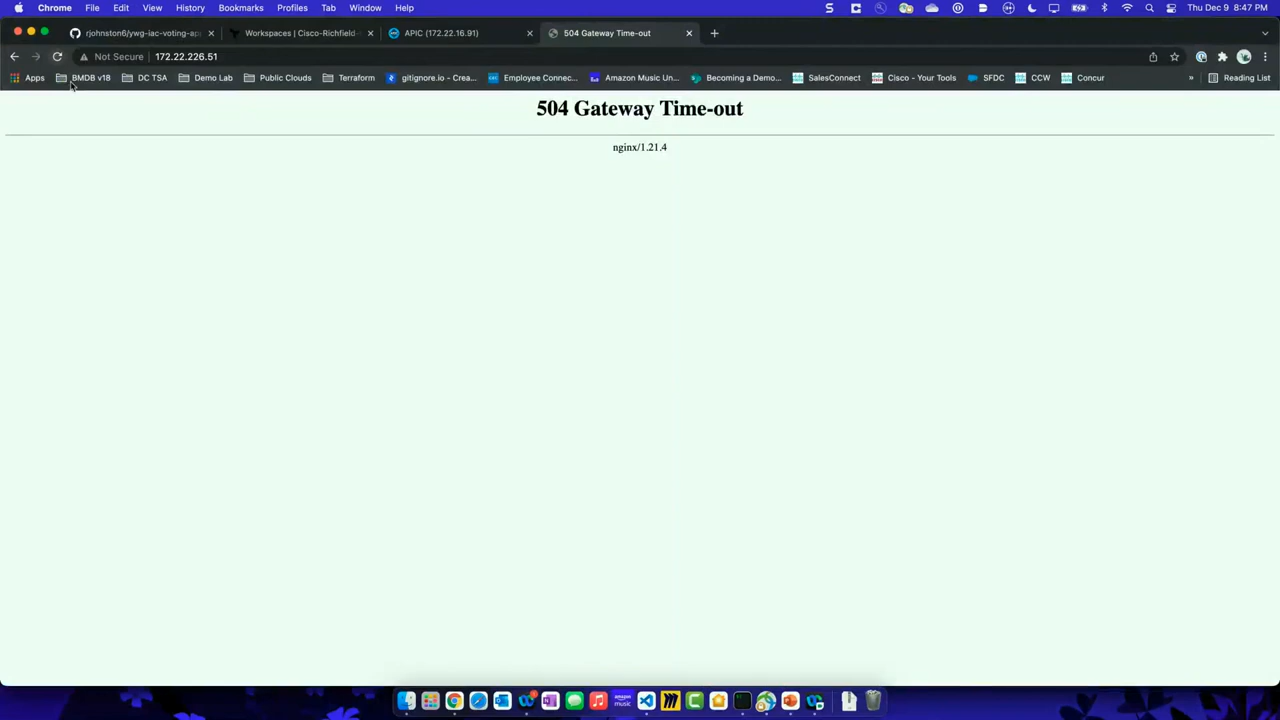 Chrome File Edit View History Bookmarks Profiles Tab Window Help Thu Dec 9 8:47 PM
rjohnston6/ywg-iac-voting-ap Workspaces | Cisco-Richfield- APIC (172.22.16.91) 504 Gateway Time-out
Not Secure 172.22.226.51
Apps BMDB v18 DC TSA Demo Lab Public Clouds Terraform gitignore.io - Crea... Employee Connec... Amazon Music Un... Becoming a Demo... SalesConnect Cisco - Your Tools SFDC CCW Concur » Reading List
504 Gateway Time-out
nginx/1.21.4